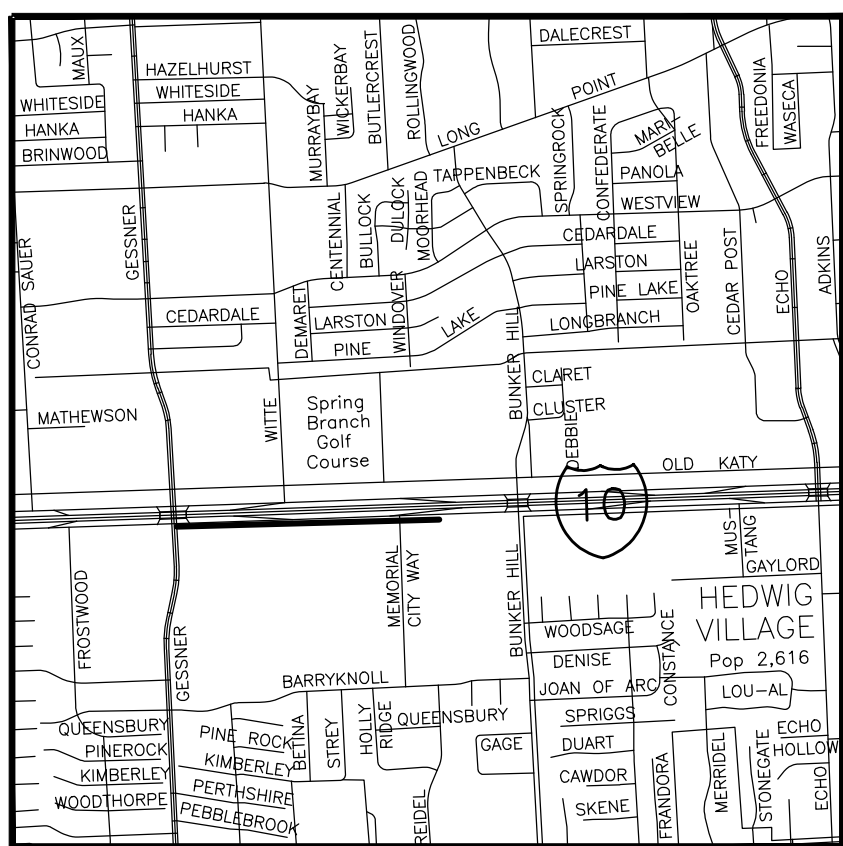 MAUX
HAZELHURST
WHITESIDE
HANKA
WHITESIDE
HANKA
BRINWOOD
MURRAYBAY
WICKERBAY
BUTLERCREST
ROLLINGWOOD
LONG
POINT
DALECREST
SPRINGROCK
CONFEDERATE
MARI-
BELLE
FREEDONIA
WASECA
TAPPENBECK
PANOLA
WESTVIEW
CONRAD SAUER
GESSNER
CENTENNIAL
BULLOCK
DULOCK
MOORHEAD
CEDARDALE
LARSTON
PINE LAKE
LONGBRANCH
OAKTREE
CEDAR POST
ECHO
ADKINS
CEDARDALE
DEMARET
LARSTON
PINE
WINDOVER
LAKE
BUNKER HILL
CLARET
CLUSTER
DEBBIE
MATHEWSON
WITTE
Spring
Branch
Golf
Course
OLD KATY
10
FROSTWOOD
GESSNER
MEMORIAL
CITY WAY
BUNKER HILL
MUS-
TANG
GAYLORD
HEDWIG
VILLAGE
Pop 2,616
WOODSAGE
DENISE
CONSTANCE
JOAN OF ARC
LOU-AL
SPRIGGS
BARRYKNOLL
QUEENSBURY
PINEROCK
KIMBERLEY
WOODTHORPE
PINE ROCK
KIMBERLEY
PERTHSHIRE
PEBBLEBROOK
BETINA
STREY
HOLLY
RIDGE
QUEENSBURY
GAGE
REIDEL
DUART
CAWDOR
SKENE
FRANDORA
MERRIDEL
STONEGATE
ECHO
HOLLOW
ECHO